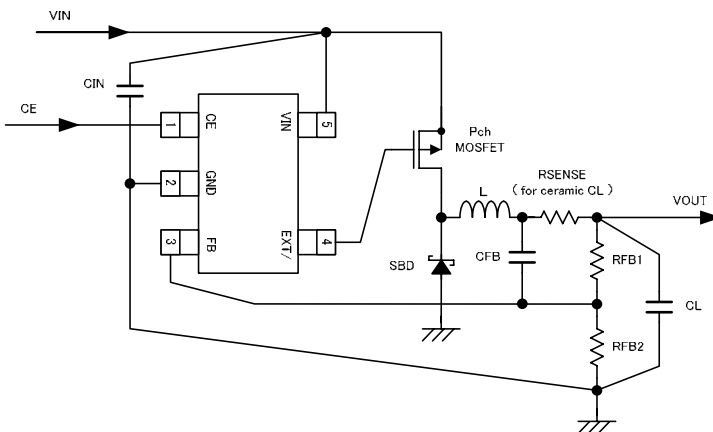 VIN
CIN
CE
1
CE
VIN
5
2
GND
3
FB
EXT/
4
Pch
MOSFET
L
RSENSE
( for ceramic CL )
VOUT
SBD
CFB
RFB1
CL
RFB2